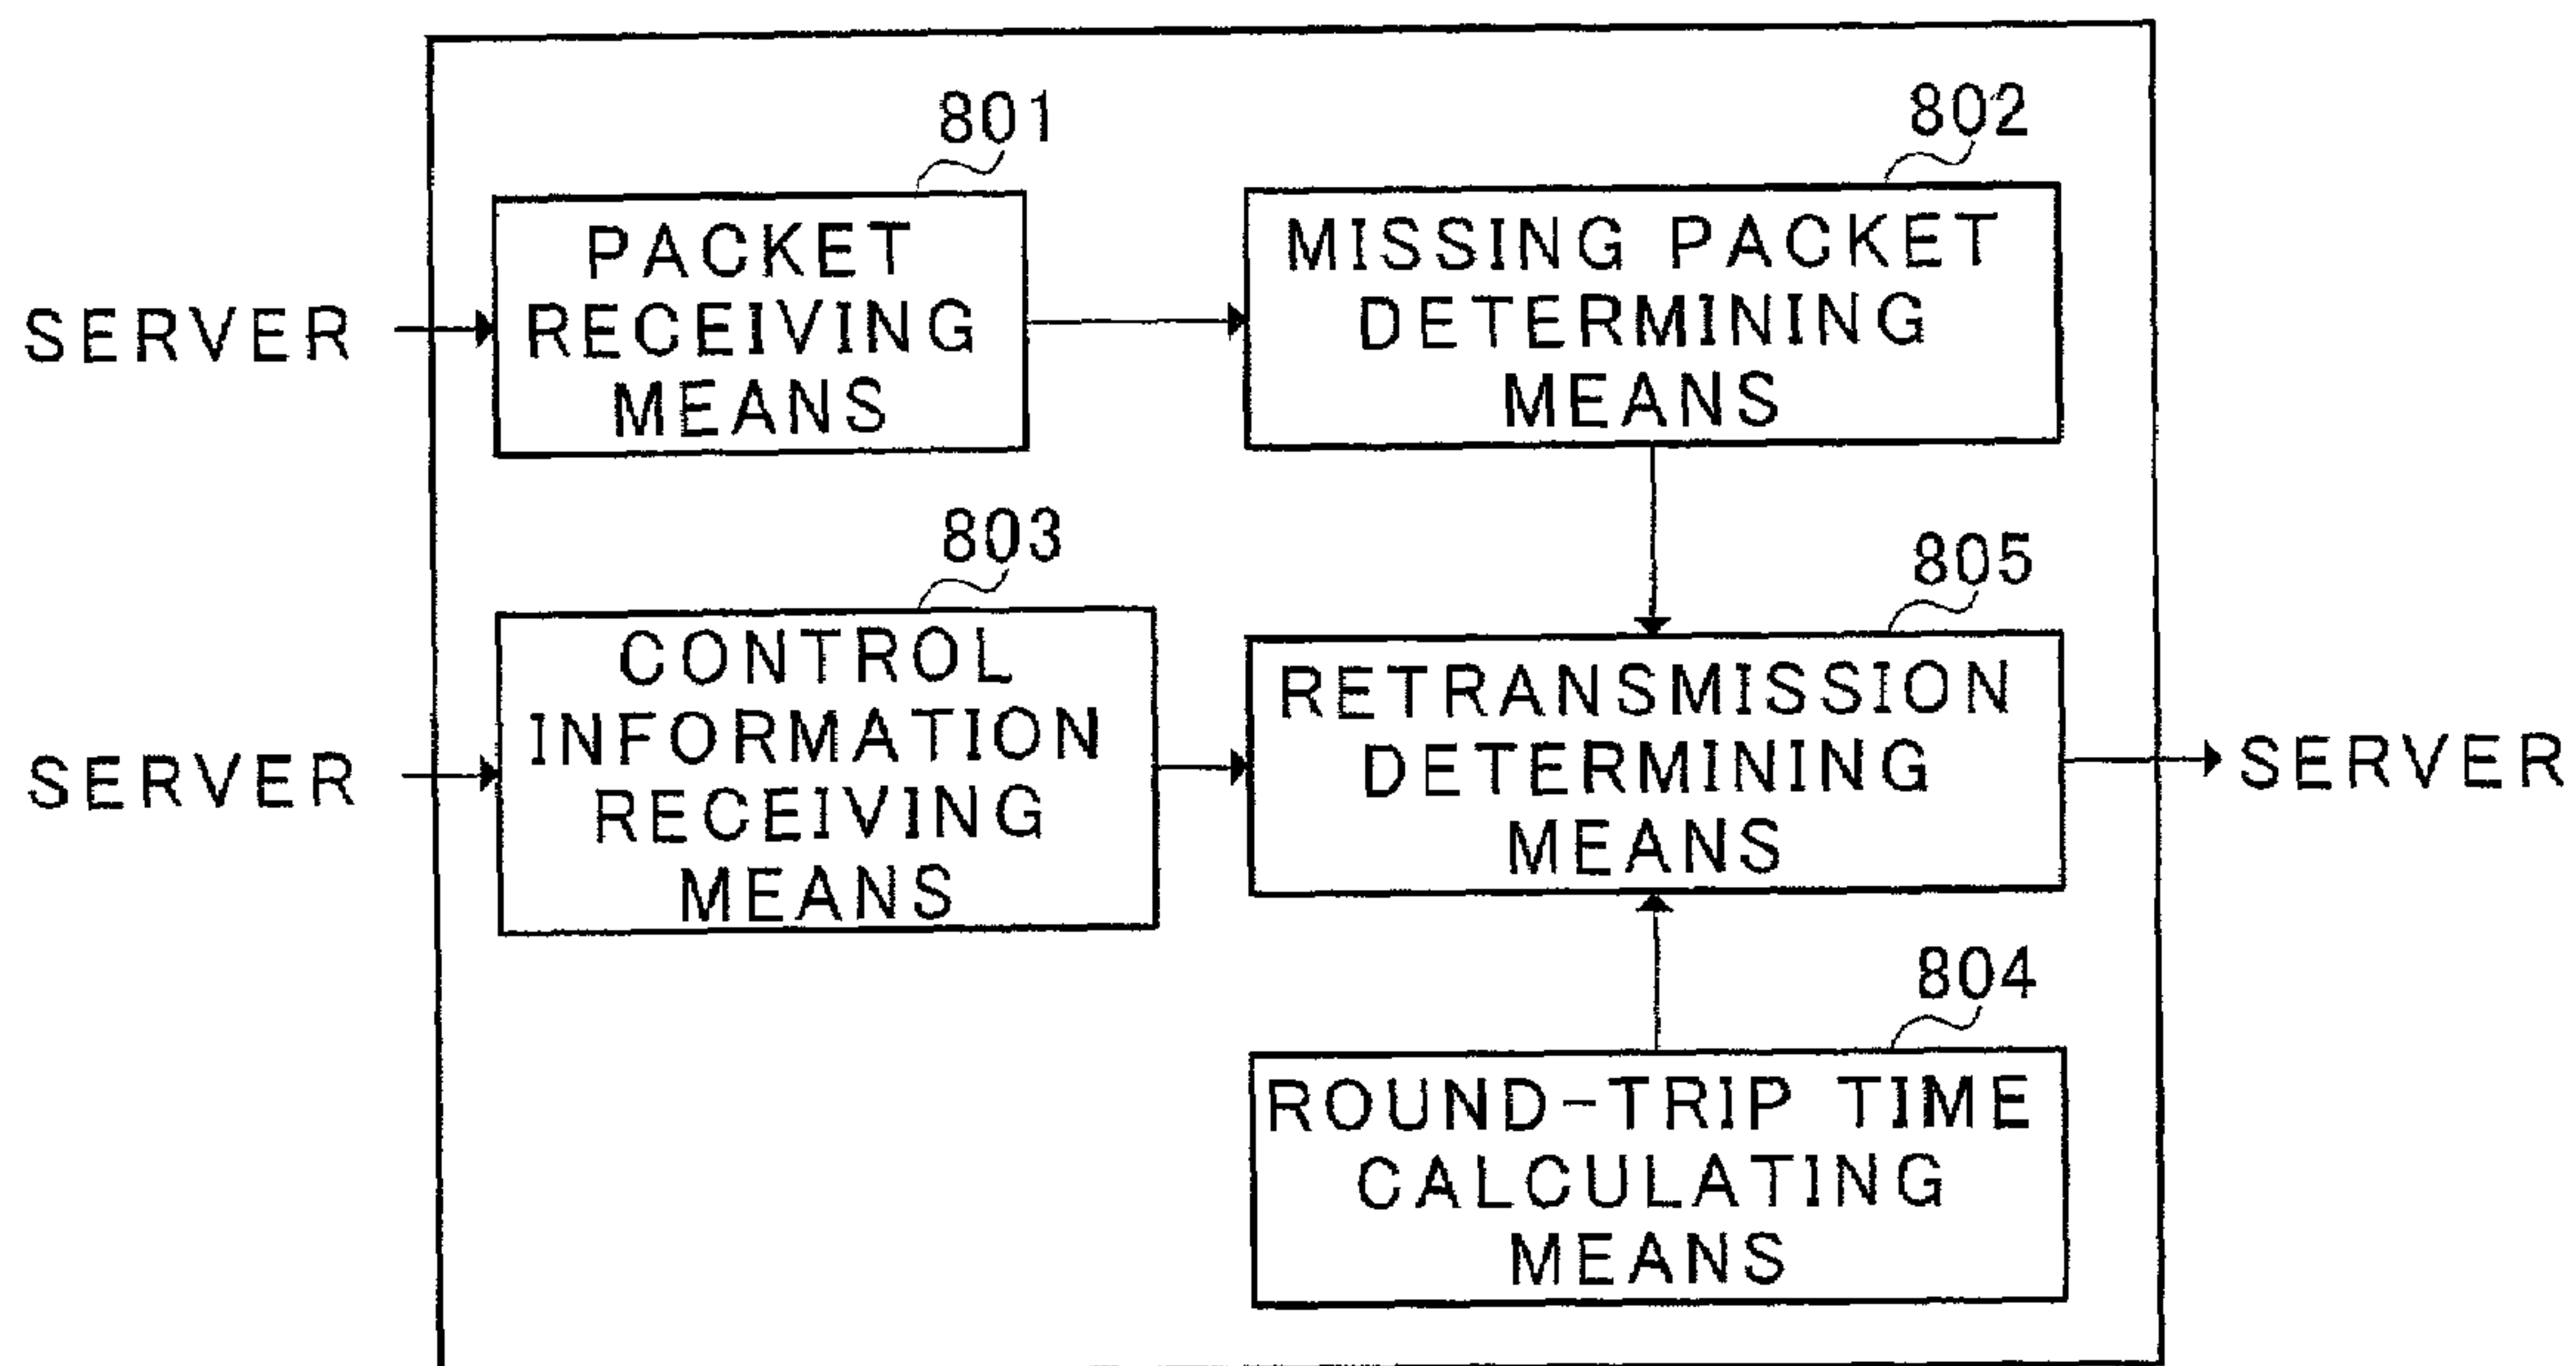 801
802
SERVER
PACKET
RECEIVING
MEANS
MISSING PACKET
DETERMINING
MEANS
803
805
SERVER
CONTROL
INFORMATION
RECEIVING
MEANS
RETRANSMISSION
DETERMINING
MEANS
SERVER
804
ROUND-TRIP TIME
CALCULATING
MEANS